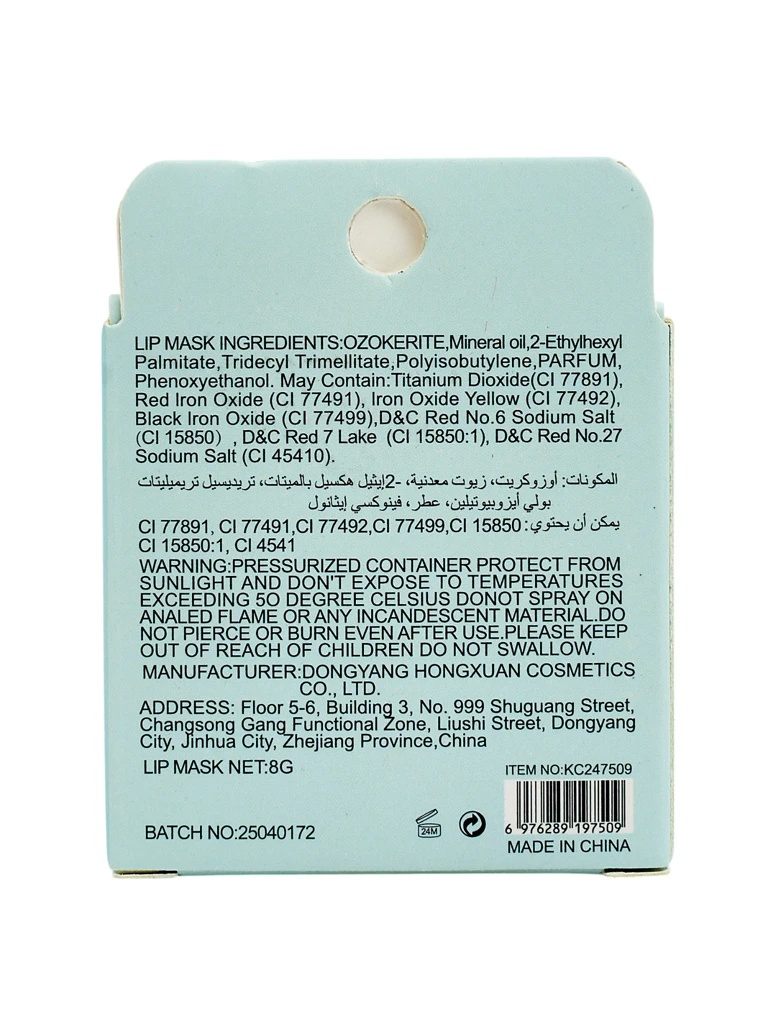 LIP MASK INGREDIENTS:OZOKERITE,Mineral oil,2-Ethylhexyl
Palmitate,Tridecyl Trimellitate,Polyisobutylene,PARFUM,
Phenoxyethanol. May Contain:Titanium Dioxide(CI 77891),
Red Iron Oxide (CI 77491), Iron Oxide Yellow (CI 77492),
Black Iron Oxide (CI 77499),D&C Red No.6 Sodium Salt
(CI 15850) , D&C Red 7 Lake (CI 15850:1), D&C Red No.27
Sodium Salt (CI 45410).
المكونات: أوزوكريت، زيوت معدنية، -2إيثيل هكسيل بالميتات، تريديسيل تريميليتات
بولي أيزوبيوتيلين، عطر، فينوكسي إيثانول
يمكن أن يحتوي: CI 77891, CI 77491,CI 77492,CI 77499,CI 15850
CI 15850:1, CI 4541
WARNING:PRESSURIZED CONTAINER PROTECT FROM
SUNLIGHT AND DON'T EXPOSE TO TEMPERATURES
EXCEEDING 5O DEGREE CELSIUS DONOT SPRAY ON
ANALED FLAME OR ANY INCANDESCENT MATERIAL.DO
NOT PIERCE OR BURN EVEN AFTER USE.PLEASE KEEP
OUT OF REACH OF CHILDREN DO NOT SWALLOW.
MANUFACTURER:DONGYANG HONGXUAN COSMETICS
CO., LTD.
ADDRESS: Floor 5-6, Building 3, No. 999 Shuguang Street,
Changsong Gang Functional Zone, Liushi Street, Dongyang
City, Jinhua City, Zhejiang Province,China
LIP MASK NET:8G
ITEM NO:KC247509
6 976289 197509
BATCH NO:25040172
24M
MADE IN CHINA